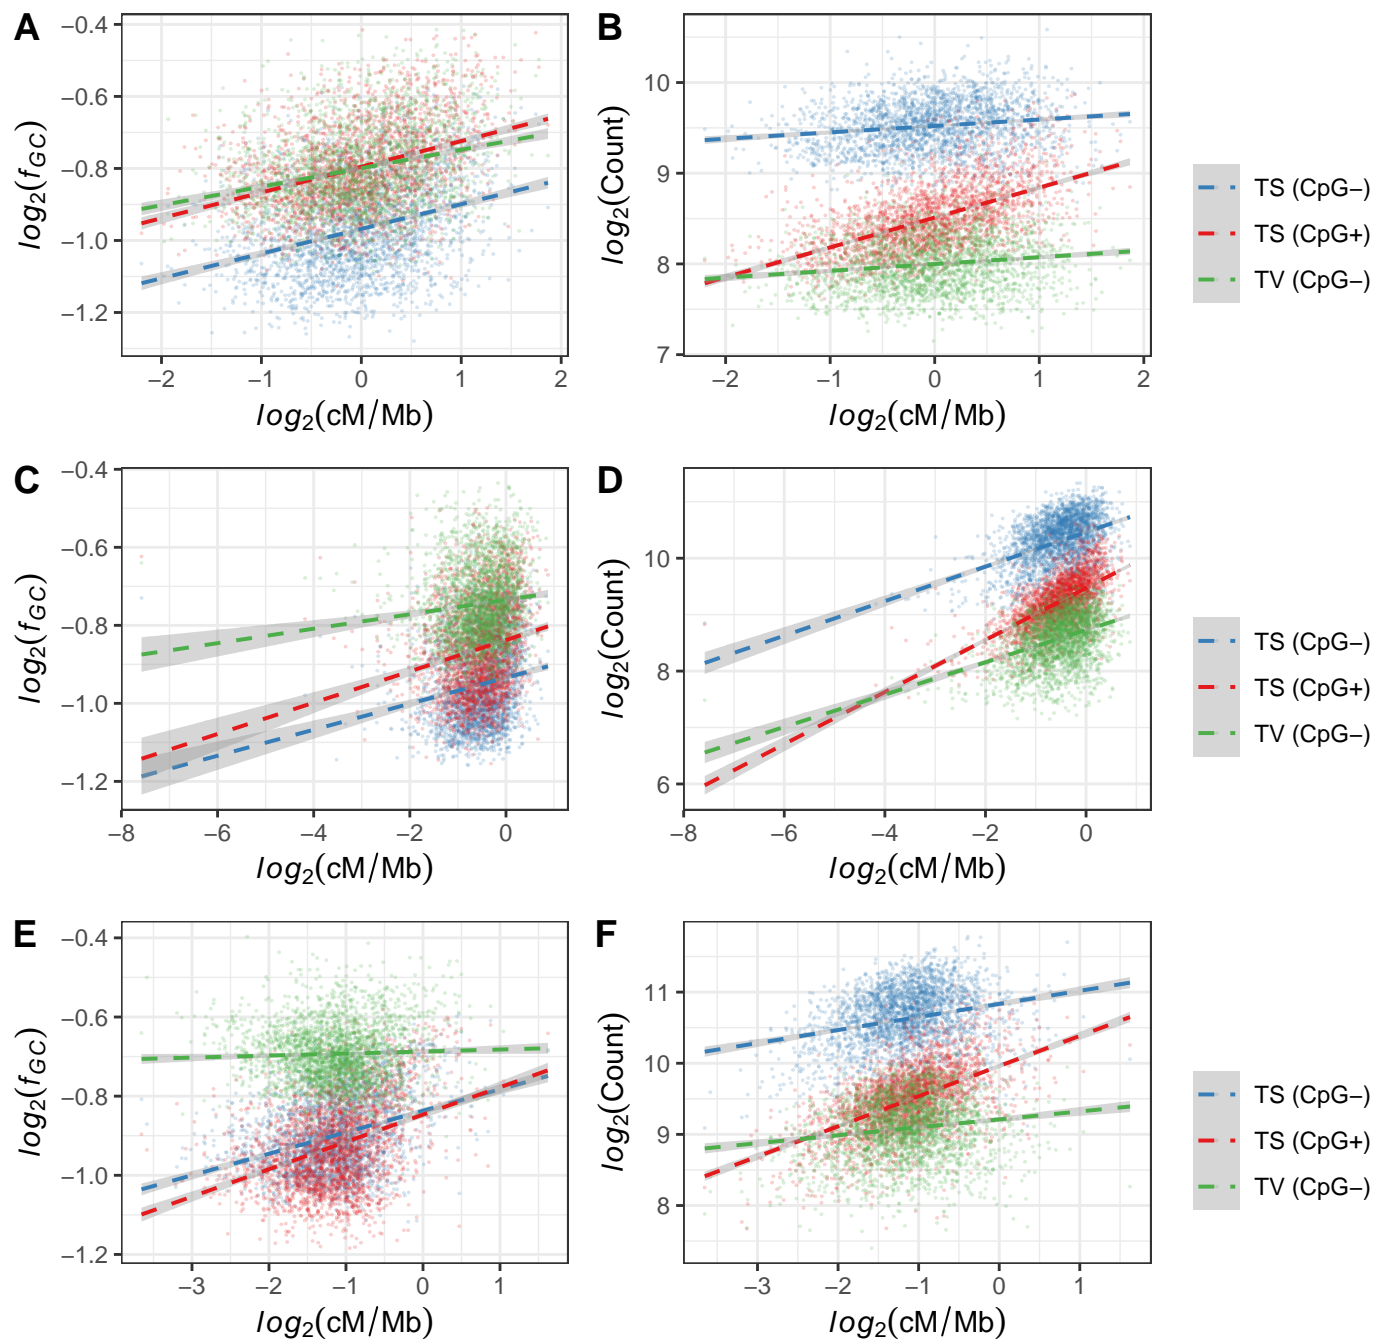 A
−0.4
−0.6
−0.8
−1.0
−1.2
log2(fGC)
−2 −1 0 1 2
log2(cM/Mb)
B
10
9
8
7
log2(Count)
−2 −1 0 1 2
log2(cM/Mb)
TS (CpG−)
TS (CpG+)
TV (CpG−)
C
−0.4
−0.6
−0.8
−1.0
−1.2
log2(fGC)
−8 −6 −4 −2 0
log2(cM/Mb)
D
10
8
6
log2(Count)
−8 −6 −4 −2 0
log2(cM/Mb)
TS (CpG−)
TS (CpG+)
TV (CpG−)
E
−0.4
−0.6
−0.8
−1.0
−1.2
log2(fGC)
−3 −2 −1 0 1
log2(cM/Mb)
F
11
10
9
8
log2(Count)
−3 −2 −1 0 1
log2(cM/Mb)
TS (CpG−)
TS (CpG+)
TV (CpG−)